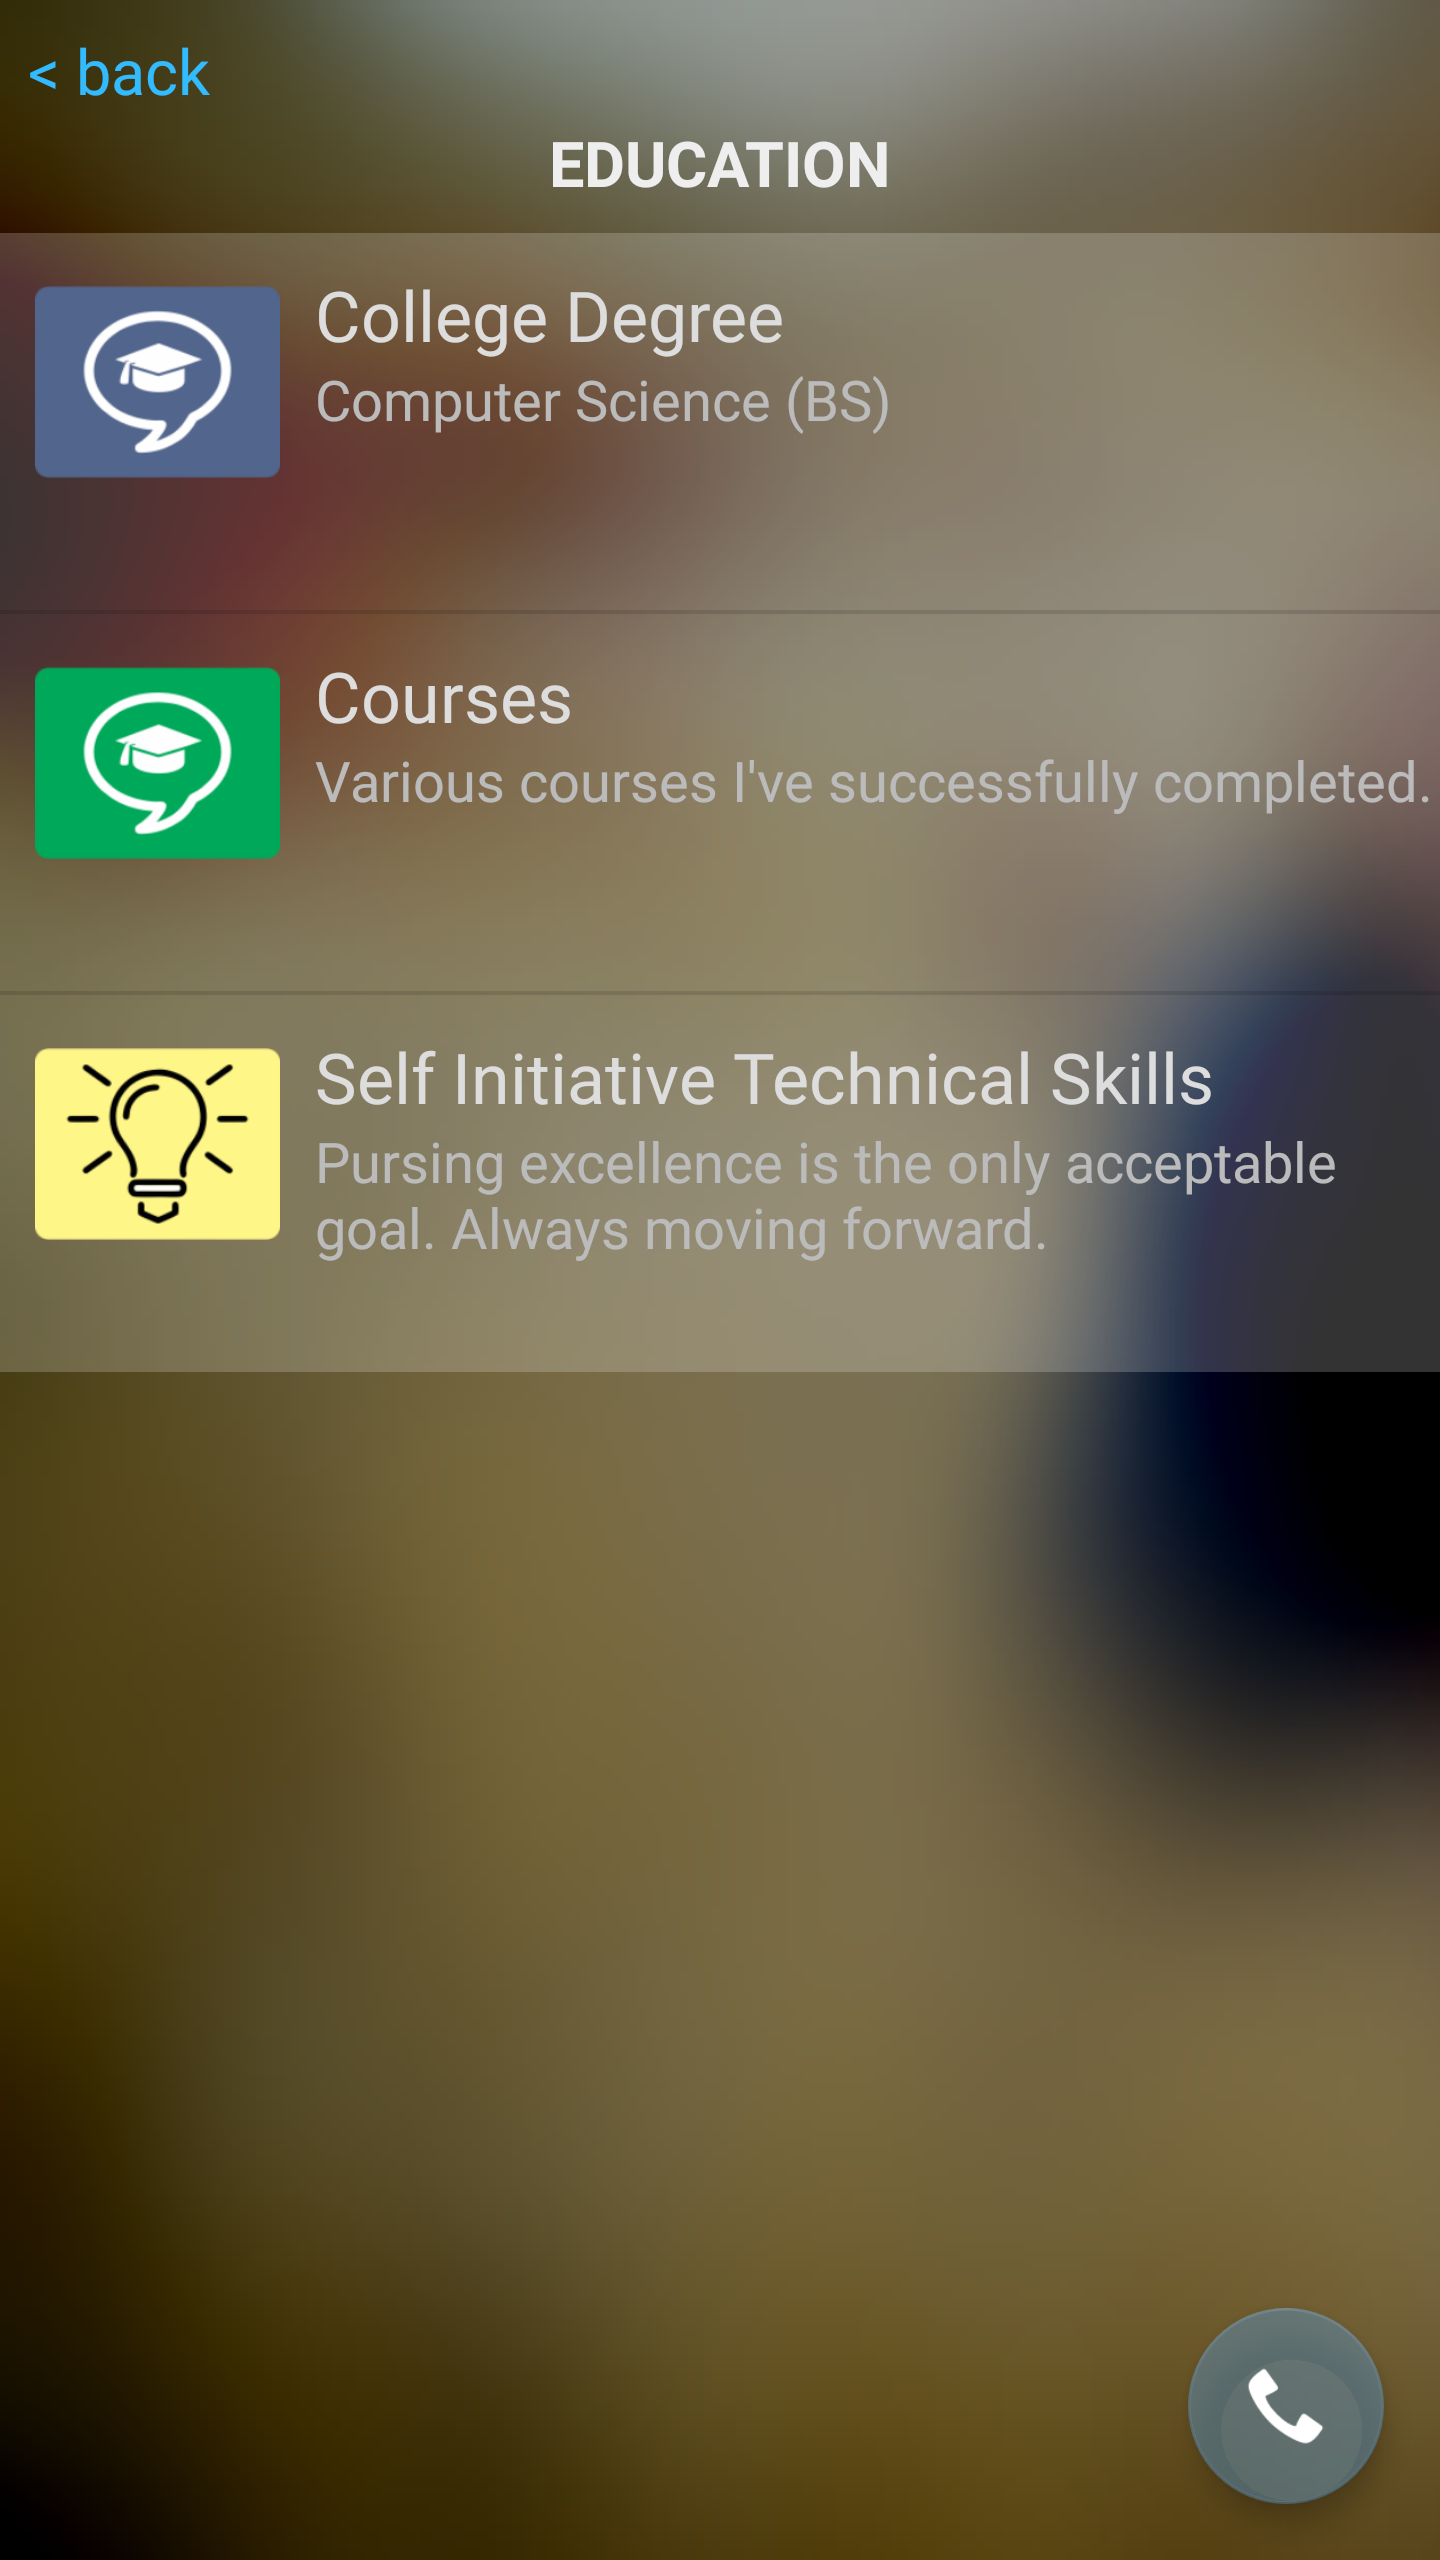 < back
EDUCATION
College Degree
Computer Science (BS)
Courses
Various courses I've successfully completed.
Self Initiative Technical Skills
Pursing excellence is the only acceptable
goal. Always moving forward.